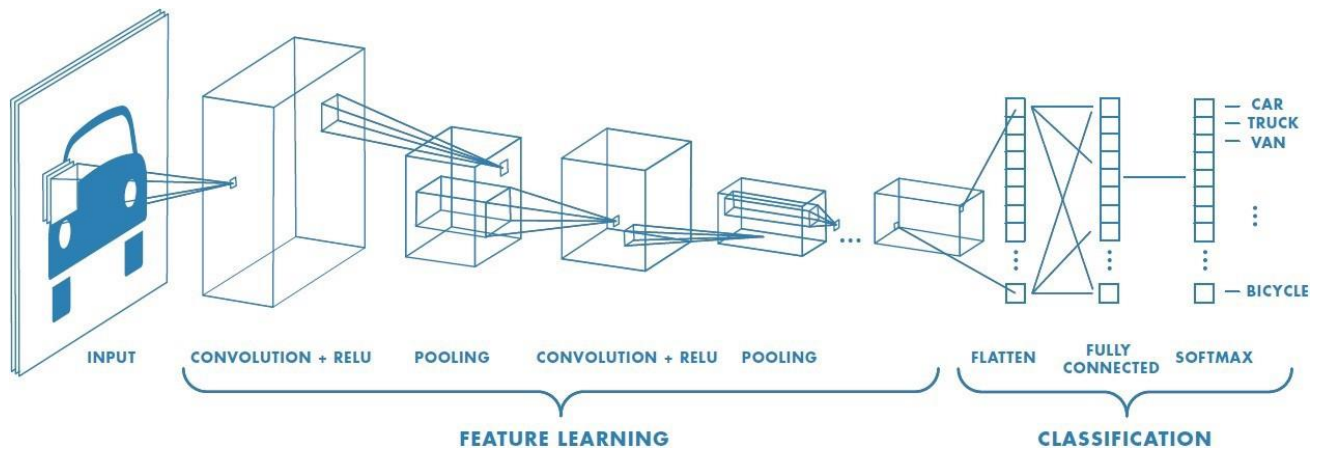 CAR
TRUCK
VAN
BICYCLE
INPUT
CONVOLUTION + RELU
POOLING
CONVOLUTION + RELU
POOLING
FLATTEN
FULLY
CONNECTED
SOFTMAX
FEATURE LEARNING
CLASSIFICATION